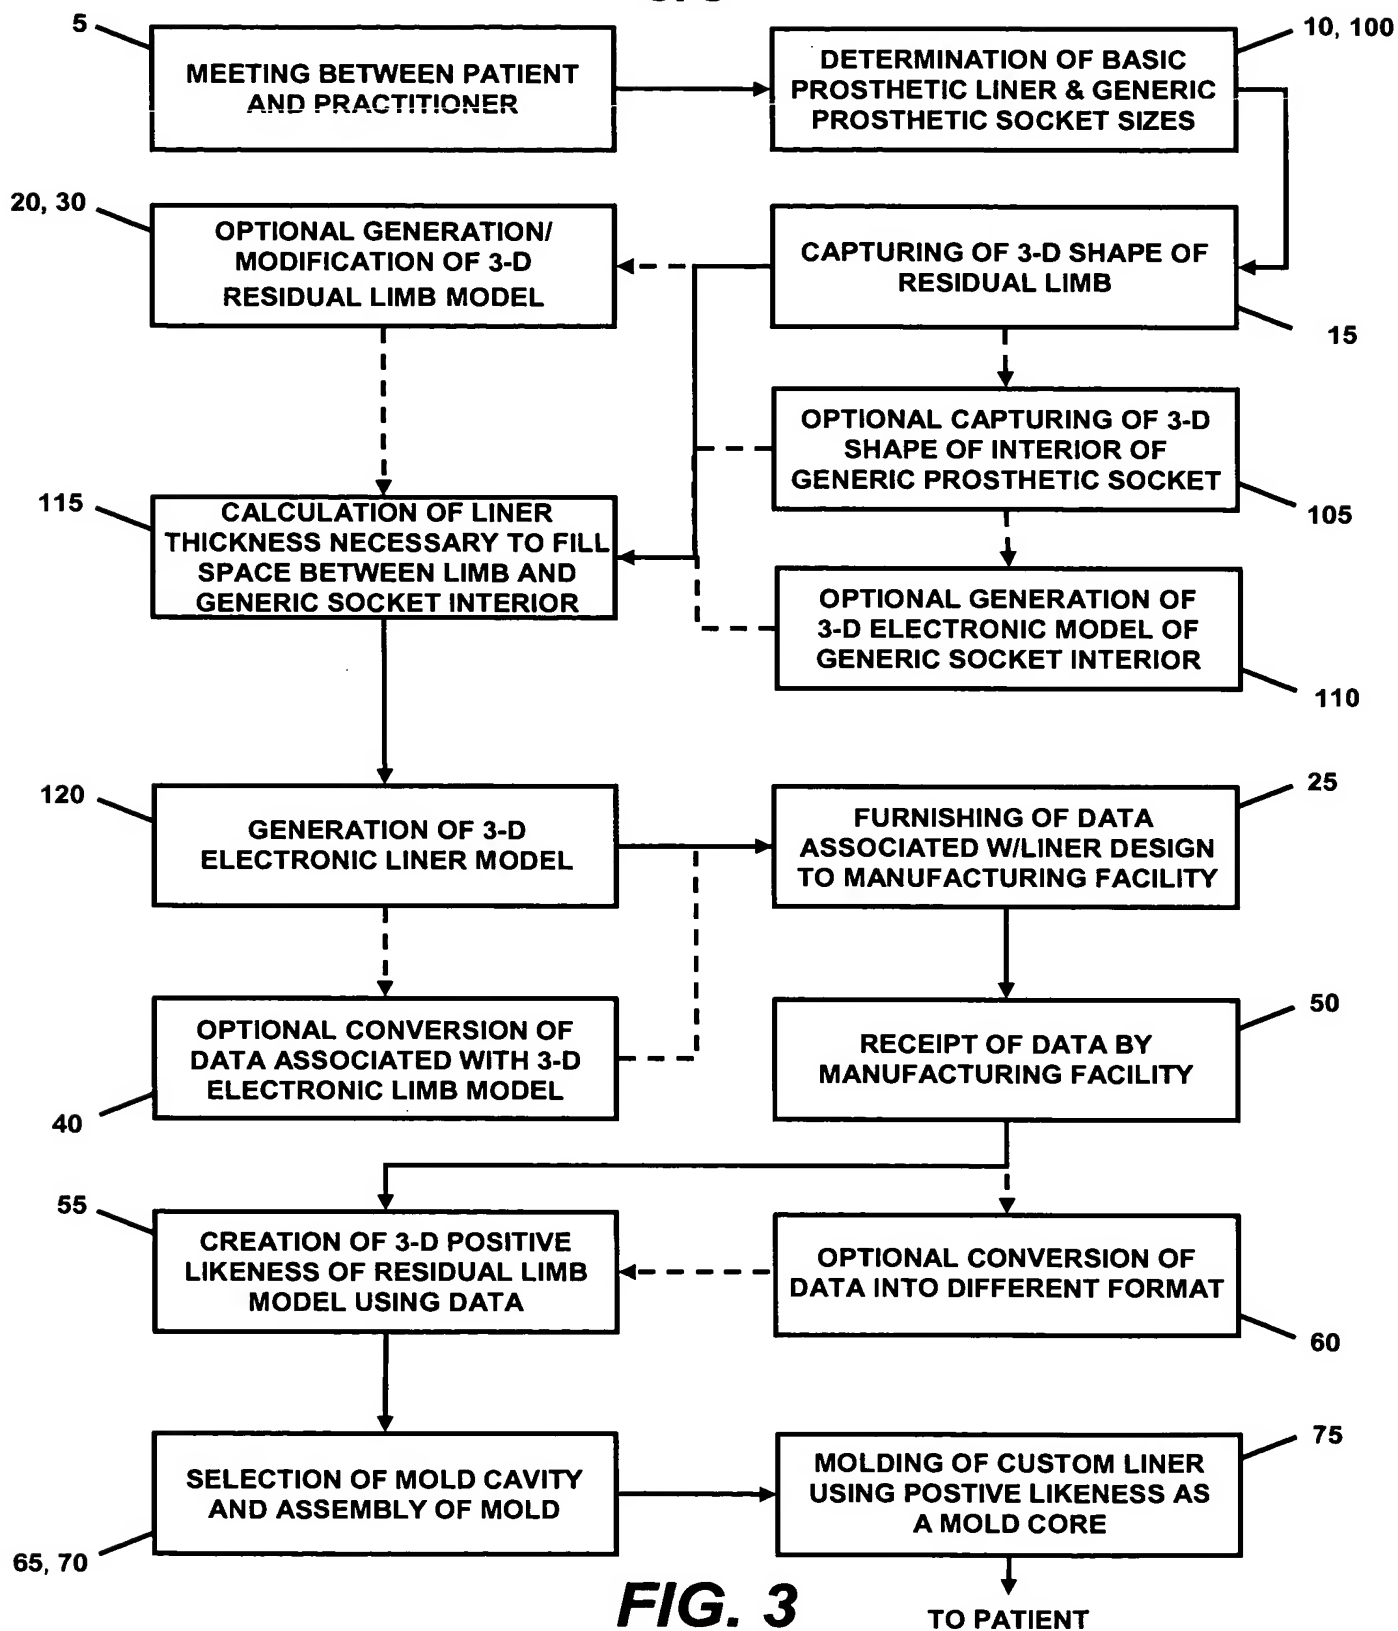 5
MEETING BETWEEN PATIENT
AND PRACTITIONER
10, 100
DETERMINATION OF BASIC
PROSTHETIC LINER & GENERIC
PROSTHETIC SOCKET SIZES
20, 30
OPTIONAL GENERATION/
MODIFICATION OF 3-D
RESIDUAL LIMB MODEL
CAPTURING OF 3-D SHAPE OF
RESIDUAL LIMB
15
OPTIONAL CAPTURING OF 3-D
SHAPE OF INTERIOR OF
GENERIC PROSTHETIC SOCKET
105
115
CALCULATION OF LINER
THICKNESS NECESSARY TO FILL
SPACE BETWEEN LIMB AND
GENERIC SOCKET INTERIOR
OPTIONAL GENERATION OF
3-D ELECTRONIC MODEL OF
GENERIC SOCKET INTERIOR
110
120
GENERATION OF 3-D
ELECTRONIC LINER MODEL
25
FURNISHING OF DATA
ASSOCIATED W/LINER DESIGN
TO MANUFACTURING FACILITY
OPTIONAL CONVERSION OF
DATA ASSOCIATED WITH 3-D
ELECTRONIC LIMB MODEL
40
50
RECEIPT OF DATA BY
MANUFACTURING FACILITY
55
CREATION OF 3-D POSITIVE
LIKENESS OF RESIDUAL LIMB
MODEL USING DATA
OPTIONAL CONVERSION OF
DATA INTO DIFFERENT FORMAT
60
SELECTION OF MOLD CAVITY
AND ASSEMBLY OF MOLD
65, 70
75
MOLDING OF CUSTOM LINER
USING POSTIVE LIKENESS AS
A MOLD CORE
FIG. 3
TO PATIENT